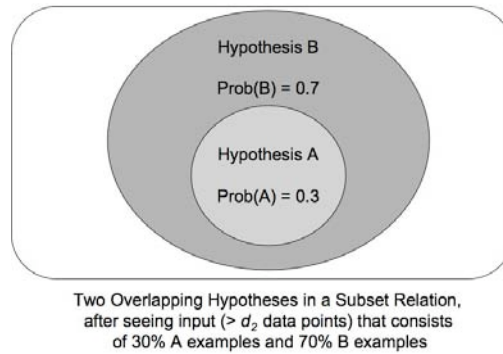 Hypothesis B
Prob(B) = 0.7
Hypothesis A
Prob(A) = 0.3
Two Overlapping Hypotheses in a Subset Relation,
after seeing input (> d₂ data points) that consists
of 30% A examples and 70% B examples